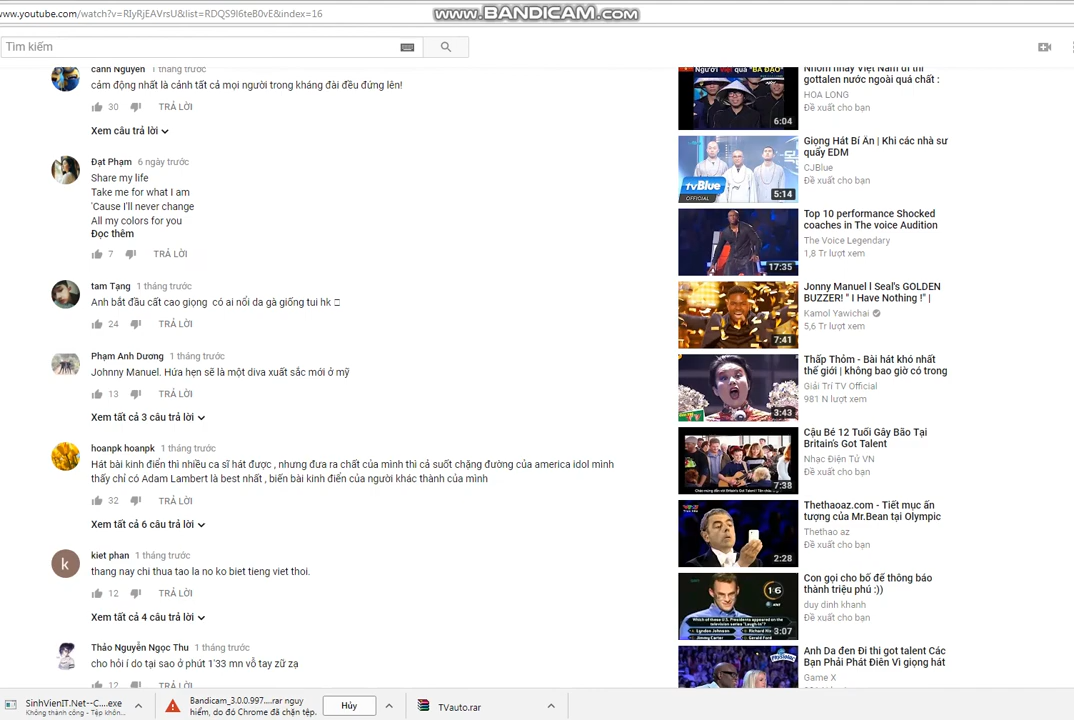 www.youtube.com/watch?v=RIyRjEAVrsU&list=RDQS9I6teB0vE&index=16
www.BANDICAM.com
Tìm kiếm
cảnh Nguyen 1 tháng trước
cảm động nhất là cảnh tất cả mọi người trong kháng đài đều đứng lên!
30 TRẢ LỜI
Xem câu trả lời
Đạt Phạm 6 ngày trước
Share my life
Take me for what I am
'Cause I'll never change
All my colors for you
Đọc thêm
7 TRẢ LỜI
tam Tạng 1 tháng trước
Anh bắt đầu cất cao giọng có ai nổi da gà giống tui hk
24 TRẢ LỜI
Phạm Anh Dương 1 tháng trước
Johnny Manuel. Hứa hẹn sẽ là một diva xuất sắc mới ở mỹ
13 TRẢ LỜI
Xem tất cả 3 câu trả lời
hoanpk hoanpk 1 tháng trước
Hát bài kinh điển thì nhiều ca sĩ hát được , nhưng đưa ra chất của mình thì cả suốt chặng đường của america idol mình
thấy chỉ có Adam Lambert là best nhất , biến bài kinh điển của người khác thành của mình
32 TRẢ LỜI
Xem tất cả 6 câu trả lời
k
kiet phan 1 tháng trước
thang nay chi thua tao la no ko biet tieng viet thoi.
12 TRẢ LỜI
Xem tất cả 4 câu trả lời
Thảo Nguyễn Ngọc Thu 1 tháng trước
cho hỏi í do tại sao ở phút 1'33 mn vỗ tay zữ zạ
12 TRẢ LỜI
Người Việt quá "BÁ ĐẠO"
6:04
Nhóm nhảy Việt Nam đi thi
gottalen nước ngoài quá chất :
HOA LONG
Đề xuất cho bạn
tvBlue
OFFICIAL
5:14
Giọng Hát Bí Ẩn | Khi các nhà sư
quẩy EDM
CJBlue
Đề xuất cho bạn
17:35
Top 10 performance Shocked
coaches in The voice Audition
The Voice Legendary
1,8 Tr lượt xem
7:41
Jonny Manuel l Seal's GOLDEN
BUZZER! " I Have Nothing !" |
Kamol Yawichai
5,6 Tr lượt xem
3:43
Thấp Thỏm - Bài hát khó nhất
thế giới | không bao giờ có trong
Giải Trí TV Official
981 N lượt xem
7:38
Cậu Bé 12 Tuổi Gây Bão Tại
Britain's Got Talent
Nhạc Điện Tử VN
Đề xuất cho bạn
2:28
Thethaoaz.com - Tiết mục ấn
tượng của Mr.Bean tại Olympic
Thethao az
Đề xuất cho bạn
16
3:07
Con gọi cho bố để thông báo
thành triệu phú :))
duy dinh khanh
Đề xuất cho bạn
Anh Da đen Đi thi got talent Các
Bạn Phải Phát Điên Vì giọng hát
Game X
SinhVienIT.Net--C....exe
Không thành công - Tệp khôn...
Bandicam_3.0.0.997....rar nguy
hiểm, do đó Chrome đã chặn tệp.
Hủy
TVauto.rar